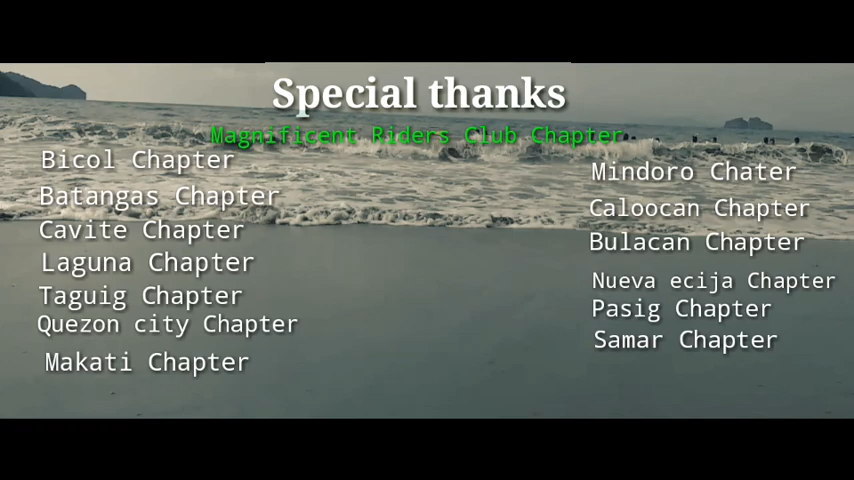 Special thanks
Magnificent Riders Club Chapter
Bicol Chapter
Batangas Chapter
Cavite Chapter
Laguna Chapter
Taguig Chapter
Quezon city Chapter
Makati Chapter
Mindoro Chater
Caloocan Chapter
Bulacan Chapter
Nueva ecija Chapter
Pasig Chapter
Samar Chapter